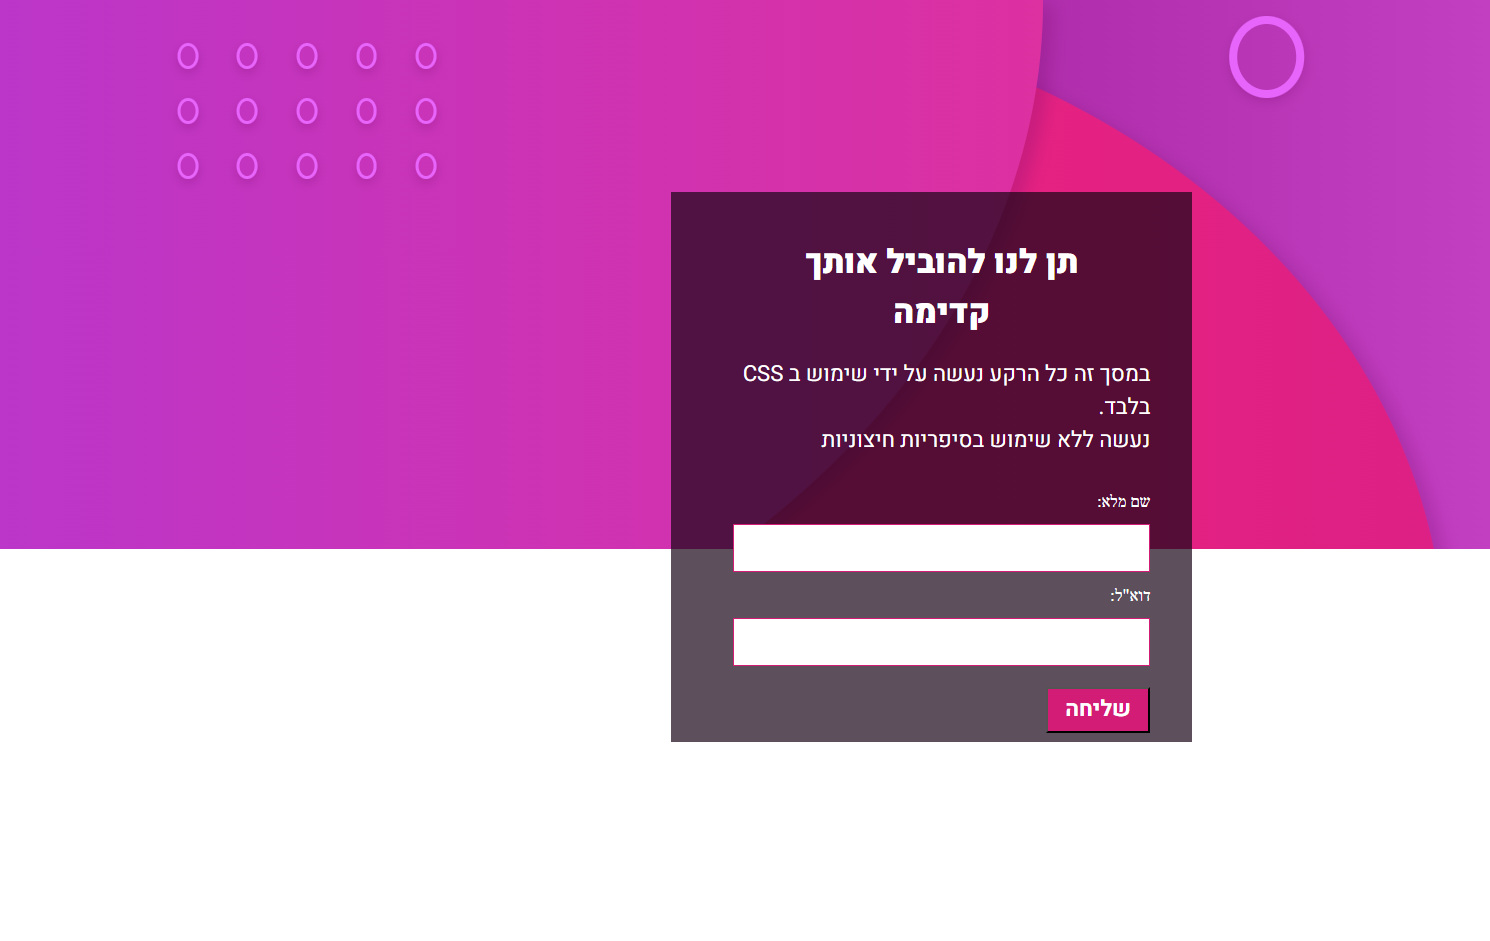 תן לנו להוביל אותך
קדימה
במסך זה כל הרקע נעשה על ידי שימוש ב CSS
בלבד.
נעשה ללא שימוש בסיפריות חיצוניות
שם מלא:
דוא"ל:
שליחה